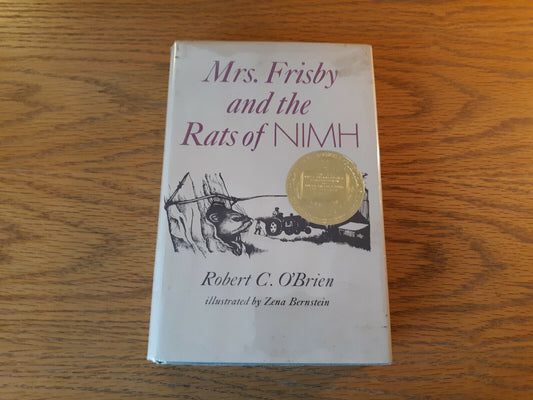 Mrs. Frisby
and the
Rats of NIMH
Robert C. O'Brien
illustrated by Zena Bernstein